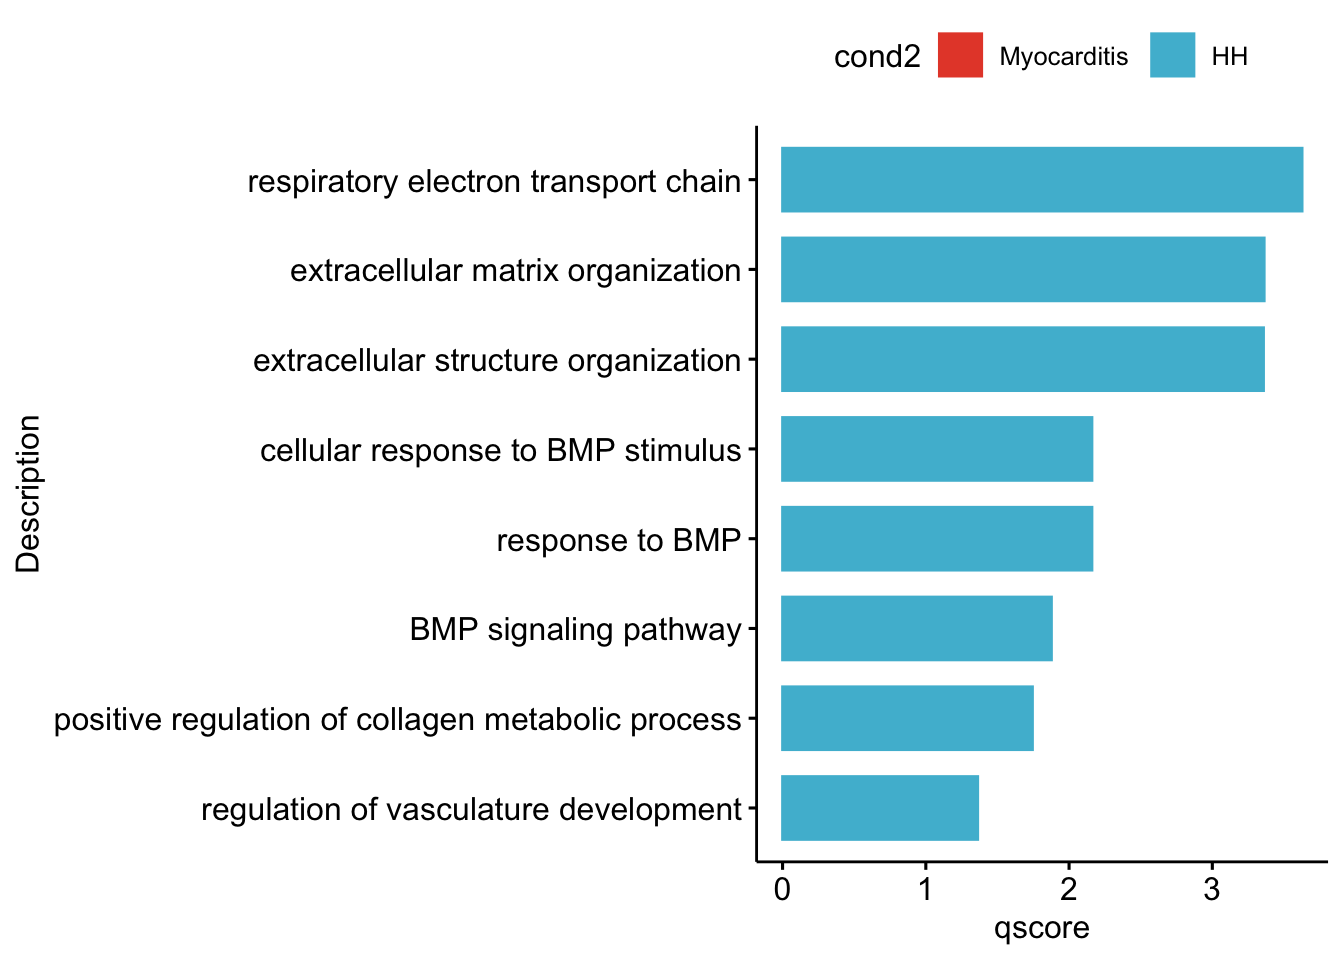 cond2 Myocarditis HH
respiratory electron transport chain
extracellular matrix organization
extracellular structure organization
cellular response to BMP stimulus
response to BMP
BMP signaling pathway
positive regulation of collagen metabolic process
regulation of vasculature development
Description
0 1 2 3
qscore